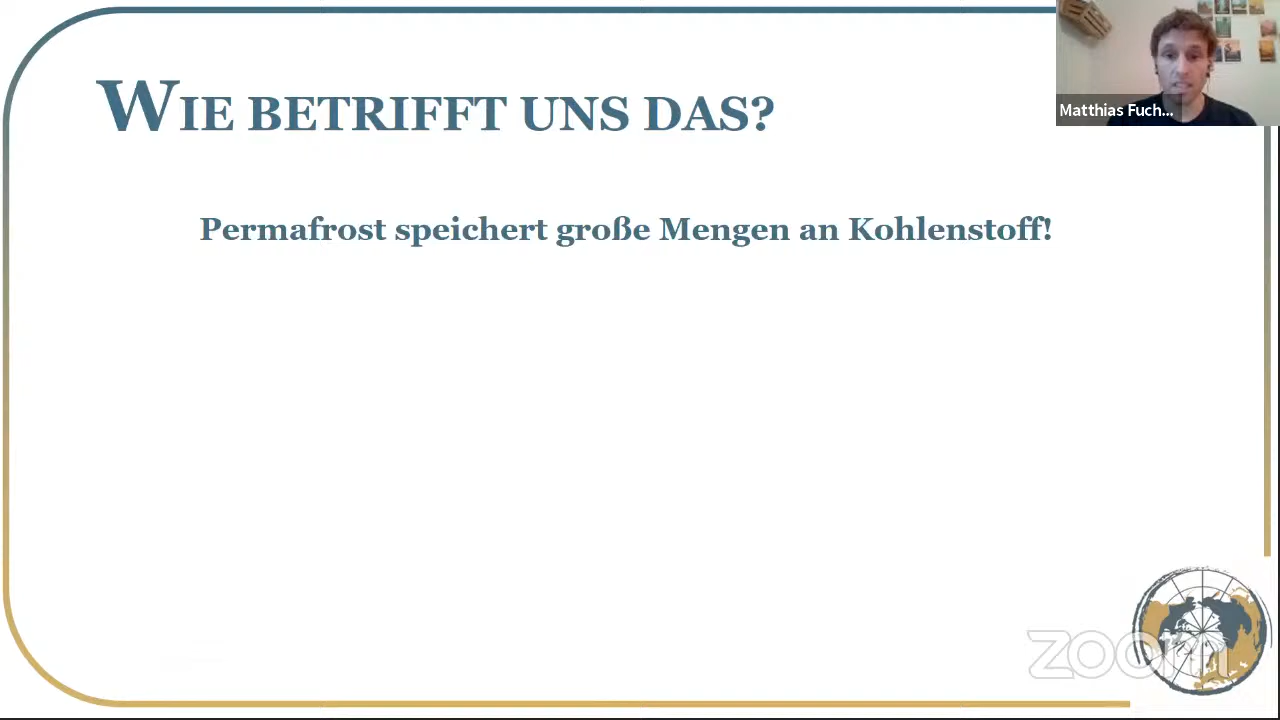 WIE BETRIFFT UNS DAS?
Matthias Fuch...
Permafrost speichert große Mengen an Kohlenstoff!
zoom